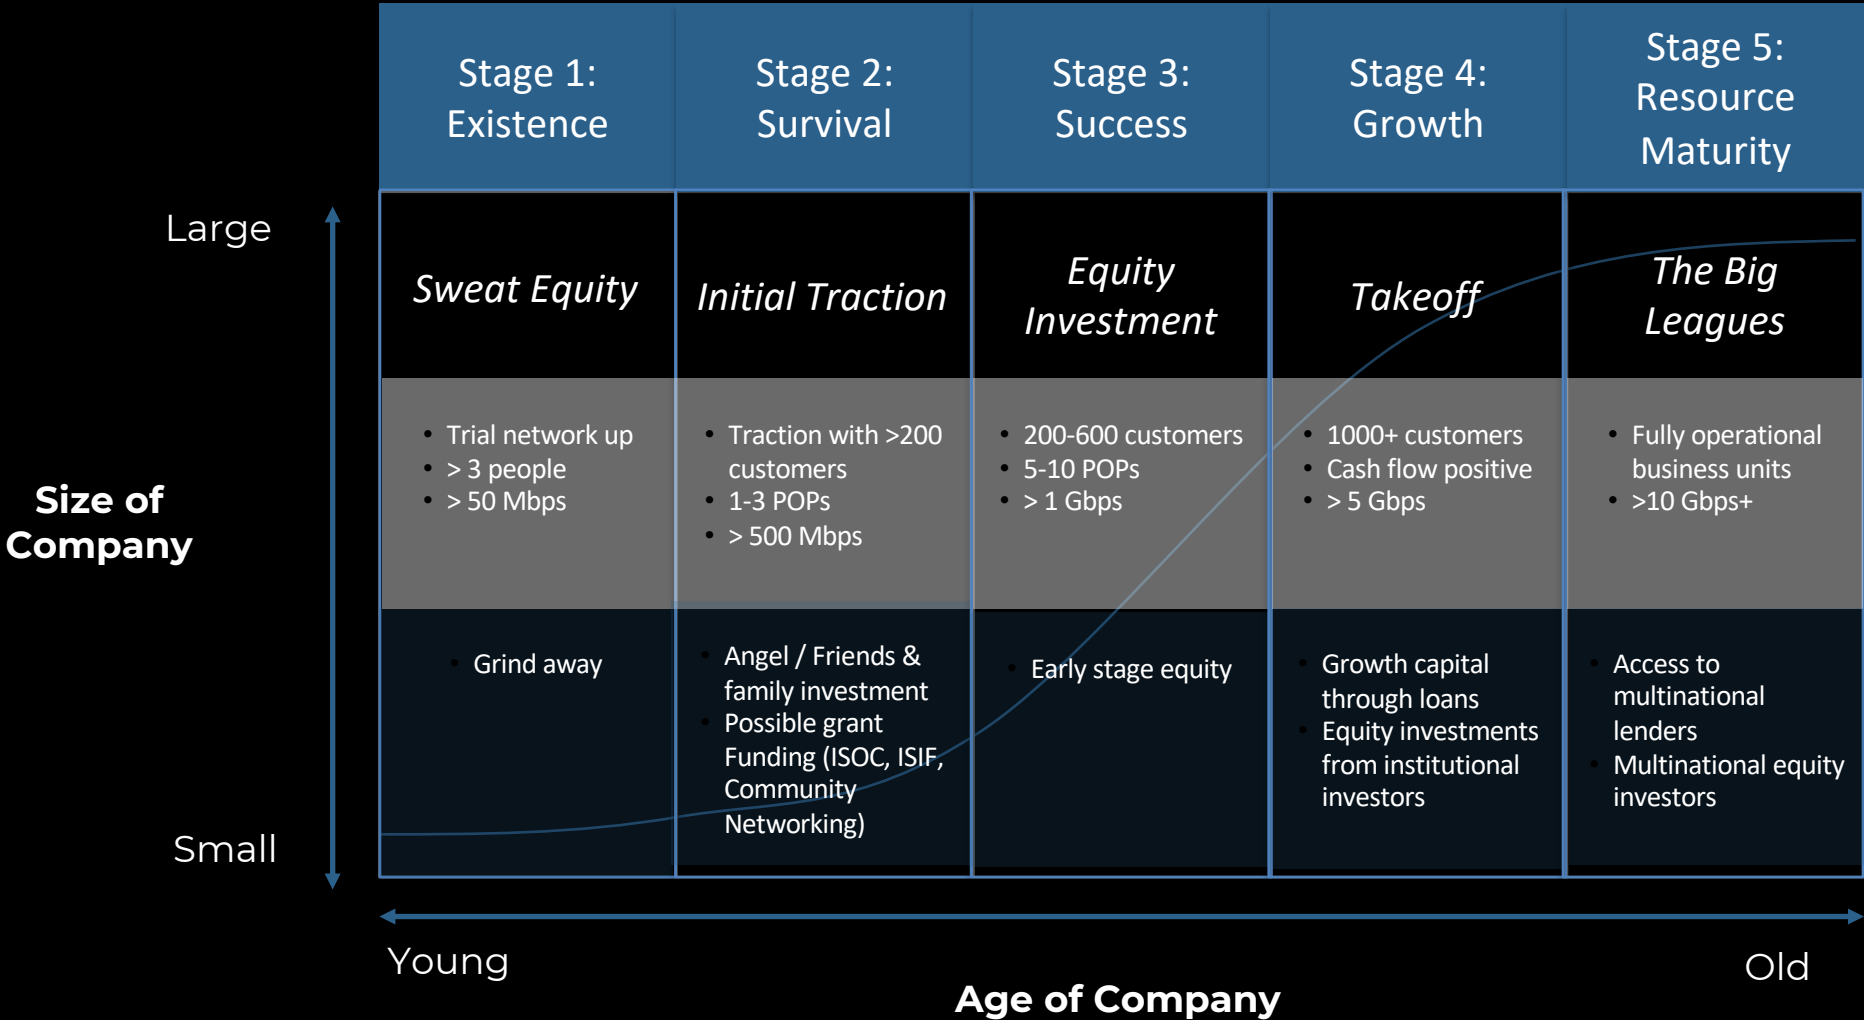 Stage 1:
Existence
Stage 2:
Survival
Stage 3:
Success
Stage 4:
Growth
Stage 5:
Resource
Maturity
Large
Sweat Equity
Initial Traction
Equity
Investment
Takeoff
The Big
Leagues
Size of
Company
• Trial network up
• > 3 people
• > 50 Mbps
• Traction with >200
customers
• 1-3 POPs
• > 500 Mbps
• 200-600 customers
• 5-10 POPs
• > 1 Gbps
• 1000+ customers
• Cash flow positive
• > 5 Gbps
• Fully operational
business units
• >10 Gbps+
• Grind away
• Angel / Friends &
family investment
• Possible grant
Funding (ISOC, ISIF,
Community
Networking)
• Early stage equity
• Growth capital
through loans
• Equity investments
from institutional
investors
• Access to
multinational
lenders
• Multinational equity
investors
Small
Young
Old
Age of Company